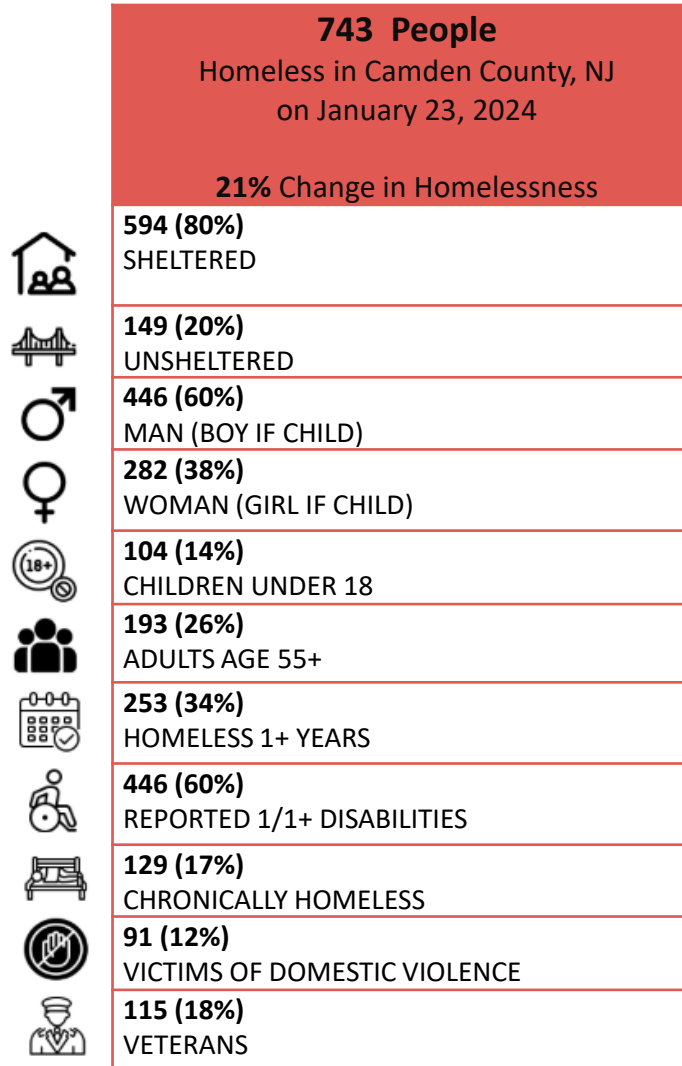 743 People
Homeless in Camden County, NJ
on January 23, 2024
21% Change in Homelessness
594 (80%)
SHELTERED
149 (20%)
UNSHELTERED
446 (60%)
MAN (BOY IF CHILD)
282 (38%)
WOMAN (GIRL IF CHILD)
18+
104 (14%)
CHILDREN UNDER 18
193 (26%)
ADULTS AGE 55+
253 (34%)
HOMELESS 1+ YEARS
446 (60%)
REPORTED 1/1+ DISABILITIES
129 (17%)
CHRONICALLY HOMELESS
91 (12%)
VICTIMS OF DOMESTIC VIOLENCE
115 (18%)
VETERANS